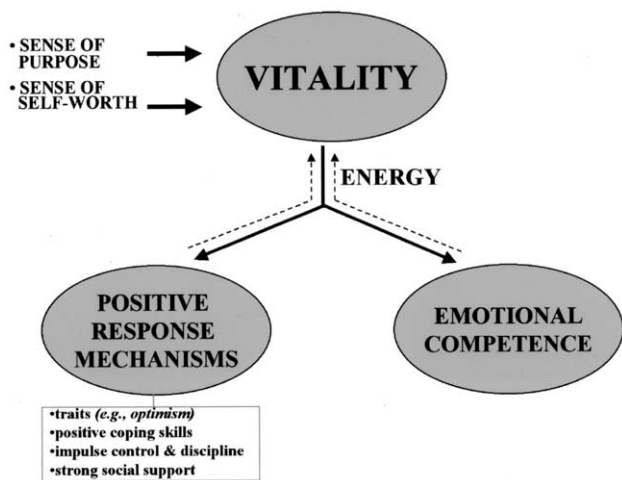 • SENSE OF
PURPOSE
• SENSE OF
SELF-WORTH
VITALITY
ENERGY
POSITIVE
RESPONSE
MECHANISMS
EMOTIONAL
COMPETENCE
•traits (e.g., optimism)
•positive coping skills
•impulse control & discipline
•strong social support